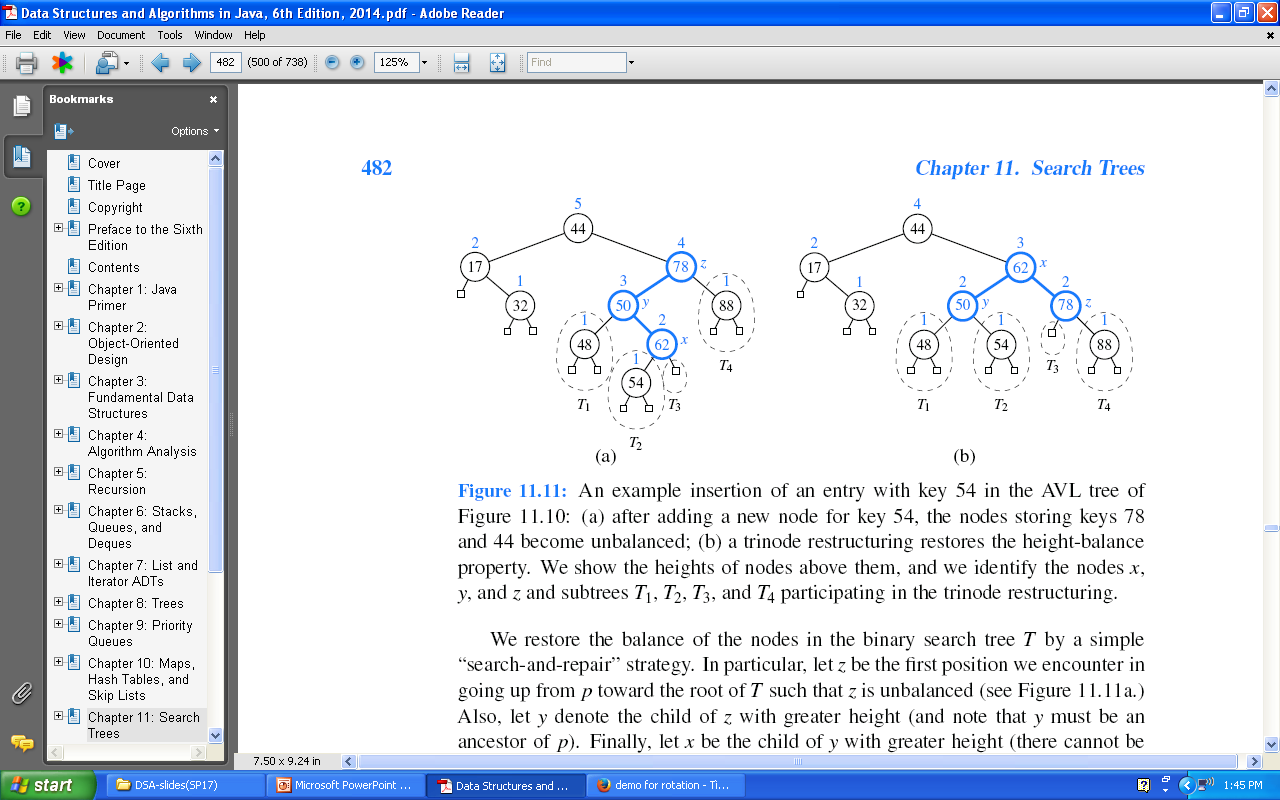 Data Structures and Algorithms in Java, 6th Edition, 2014.pdf - Adobe Reader
File Edit View Document Tools Window Help
482 (500 of 738) 125% Find
Bookmarks
Options
Cover
Title Page
Copyright
Preface to the Sixth
Edition
Contents
Chapter 1: Java
Primer
Chapter 2:
Object-Oriented
Design
Chapter 3:
Fundamental Data
Structures
Chapter 4:
Algorithm Analysis
Chapter 5:
Recursion
Chapter 6: Stacks,
Queues, and
Deques
Chapter 7: List and
Iterator ADTs
Chapter 8: Trees
Chapter 9: Priority
Queues
Chapter 10: Maps,
Hash Tables, and
Skip Lists
Chapter 11: Search
Trees
482 Chapter 11. Search Trees
5
44
2 4
17 78 z
1 3 1
32 50 y 88
1 2
48 62 x T4
1
54
T1 T3
T2
(a)
4
44
2 3
17 62 x
1 2 2
32 50 y 78 z
1 1 1
48 54 88
T3
T1 T2 T4
(b)
Figure 11.11: An example insertion of an entry with key 54 in the AVL tree of
Figure 11.10: (a) after adding a new node for key 54, the nodes storing keys 78
and 44 become unbalanced; (b) a trinode restructuring restores the height-balance
property. We show the heights of nodes above them, and we identify the nodes x,
y, and z and subtrees T1, T2, T3, and T4 participating in the trinode restructuring.
We restore the balance of the nodes in the binary search tree T by a simple
“search-and-repair” strategy. In particular, let z be the first position we encounter in
going up from p toward the root of T such that z is unbalanced (see Figure 11.11a.)
Also, let y denote the child of z with greater height (and note that y must be an
ancestor of p). Finally, let x be the child of y with greater height (there cannot be
7.50 x 9.24 in
start DSA-slides(SP17) Microsoft PowerPoint ... Data Structures and ... demo for rotation - Ti... 1:45 PM